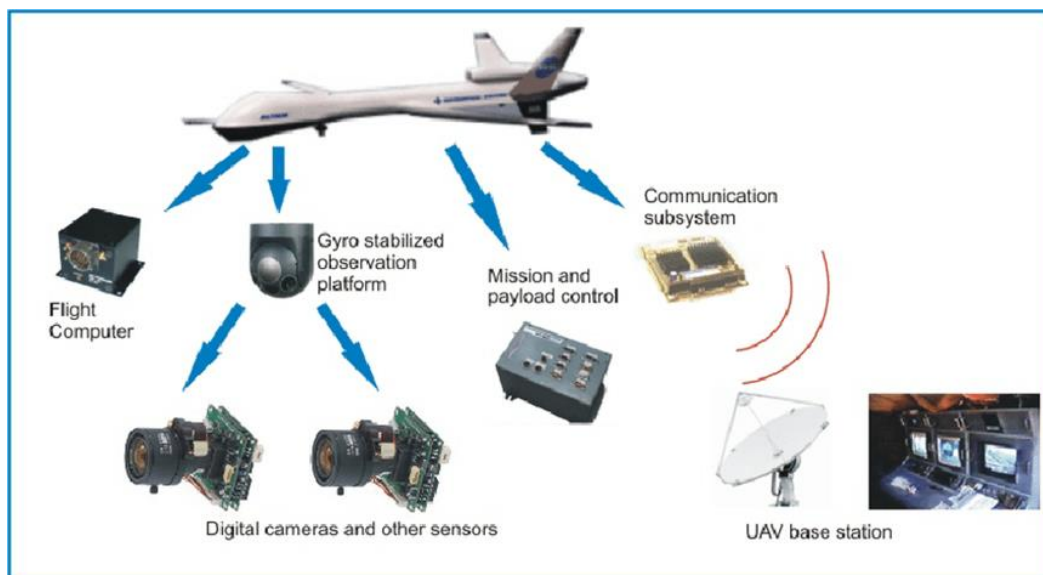 Communication
subsystem
Gyro stabilized
observation
platform
Mission and
payload control
Flight
Computer
Digital cameras and other sensors
UAV base station